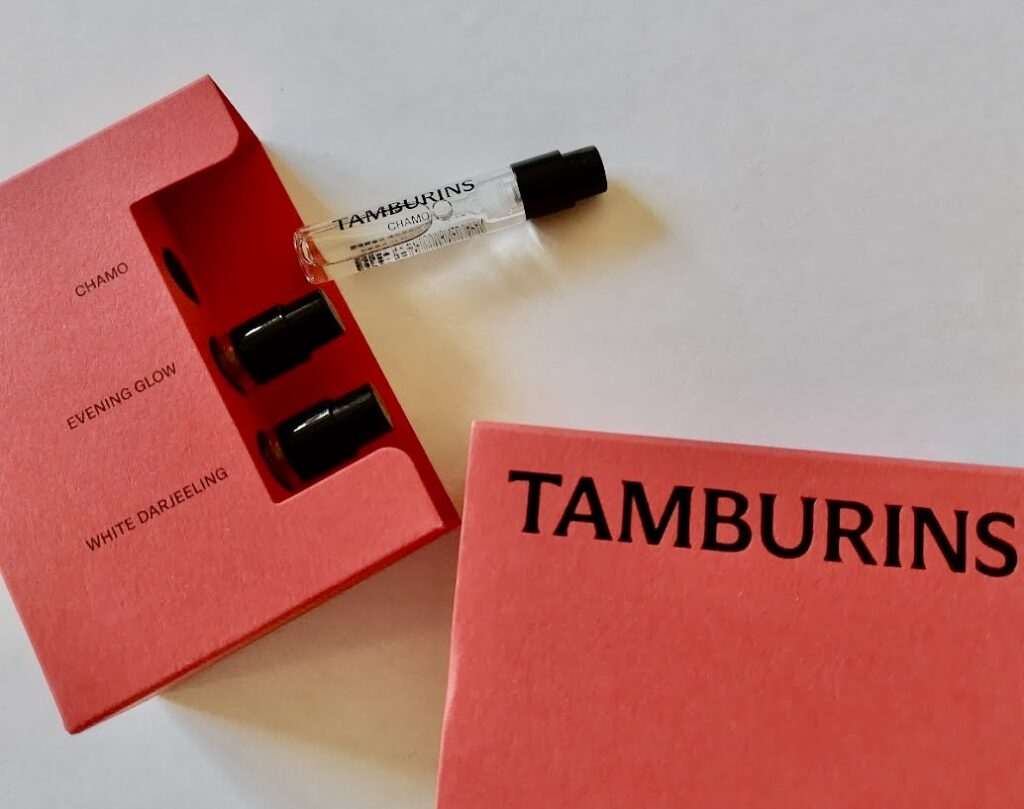 CHAMO
EVENING GLOW
WHITE DARJEELING
TAMBURINS
CHAMO
TAMBURINS